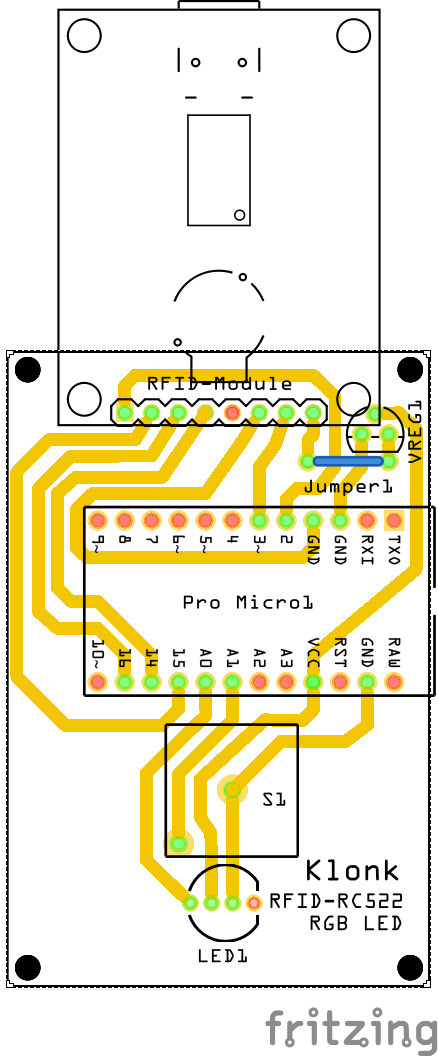 RFID-Module
VREG1
Jumper1
9~ 8 7 6~ 5~ 4 3~ 2 GND GND RXI TXO
Pro Micro1
10~ 16 14 15 A0 A1 A2 A3 VCC RST GND RAW
S1
Klonk
RFID-RC522
RGB LED
LED1
fritzing